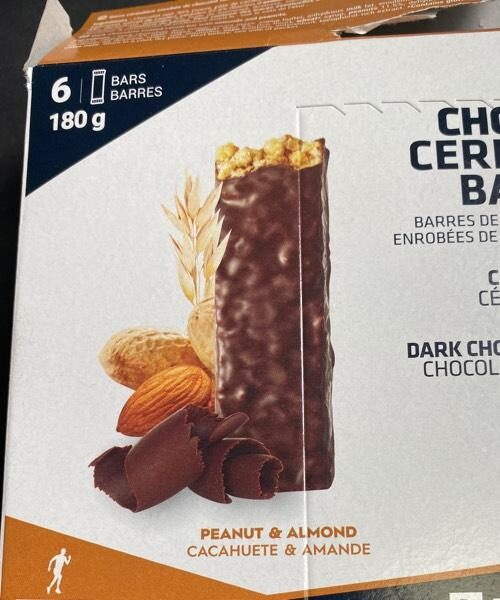 6 BARS
BARRES
180 g
CHO
CERE
BA
BARRES DE
ENROBÉES DE
C
CÉ
DARK CHO
CHOCOL
PEANUT & ALMOND
CACAHUETE & AMANDE